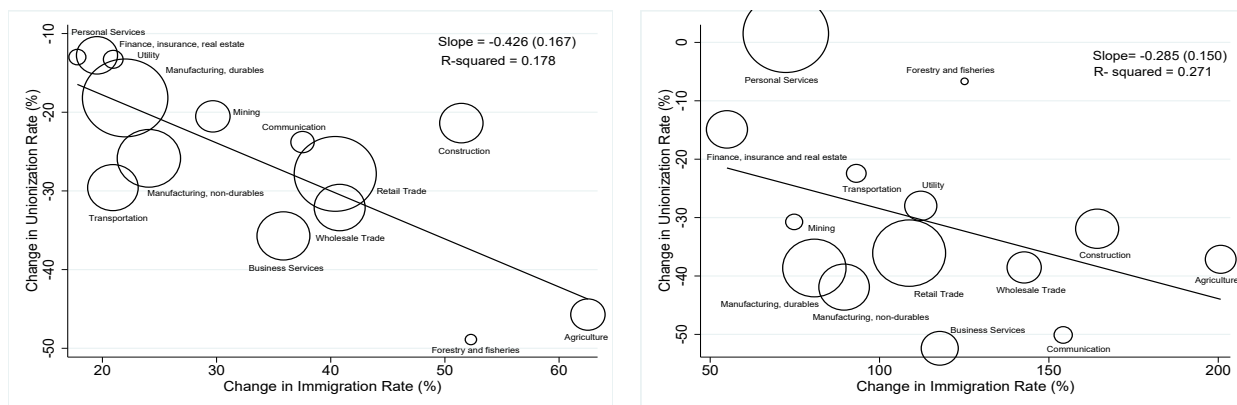 -10
-20
-30
-40
-50
Change in Unionization Rate (%)
Personal Services
Finance, insurance, real estate
Utility
Manufacturing, durables
Slope = -0.426 (0.167)
R-squared = 0.178
Mining
Communication
Construction
Manufacturing, non-durables
Retail Trade
Transportation
Wholesale Trade
Business Services
Agriculture
Forestry and fisheries
20
30
40
50
60
Change in Immigration Rate (%)
0
-10
-20
-30
-40
-50
Change in Unionization Rate (%)
Personal Services
Forestry and fisheries
Slope= -0.285 (0.150)
R- squared = 0.271
Finance, insurance and real estate
Transportation
Utility
Mining
Construction
Agriculture
Retail Trade
Wholesale Trade
Manufacturing, durables
Manufacturing, non-durables
Business Services
Communication
50
100
150
200
Change in Immigration Rate (%)